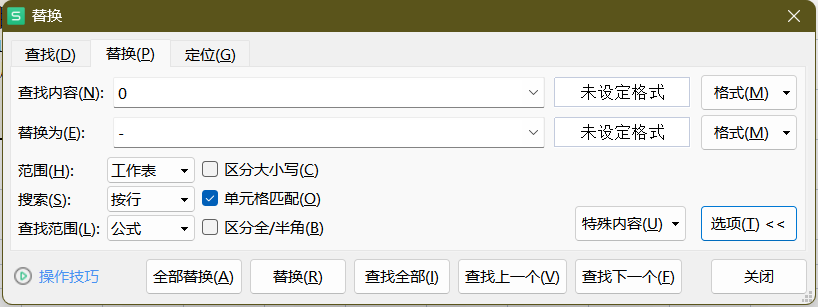 S 替换
查找(D) 替换(P) 定位(G)
查找内容(N): 0 未设定格式 格式(M)
替换为(E): - 未设定格式 格式(M)
范围(H): 工作表 区分大小写(C)
搜索(S): 按行 单元格匹配(O)
查找范围(L): 公式 区分全/半角(B)
特殊内容(U) 选项(T) <<
操作技巧 全部替换(A) 替换(R) 查找全部(I) 查找上一个(V) 查找下一个(F) 关闭